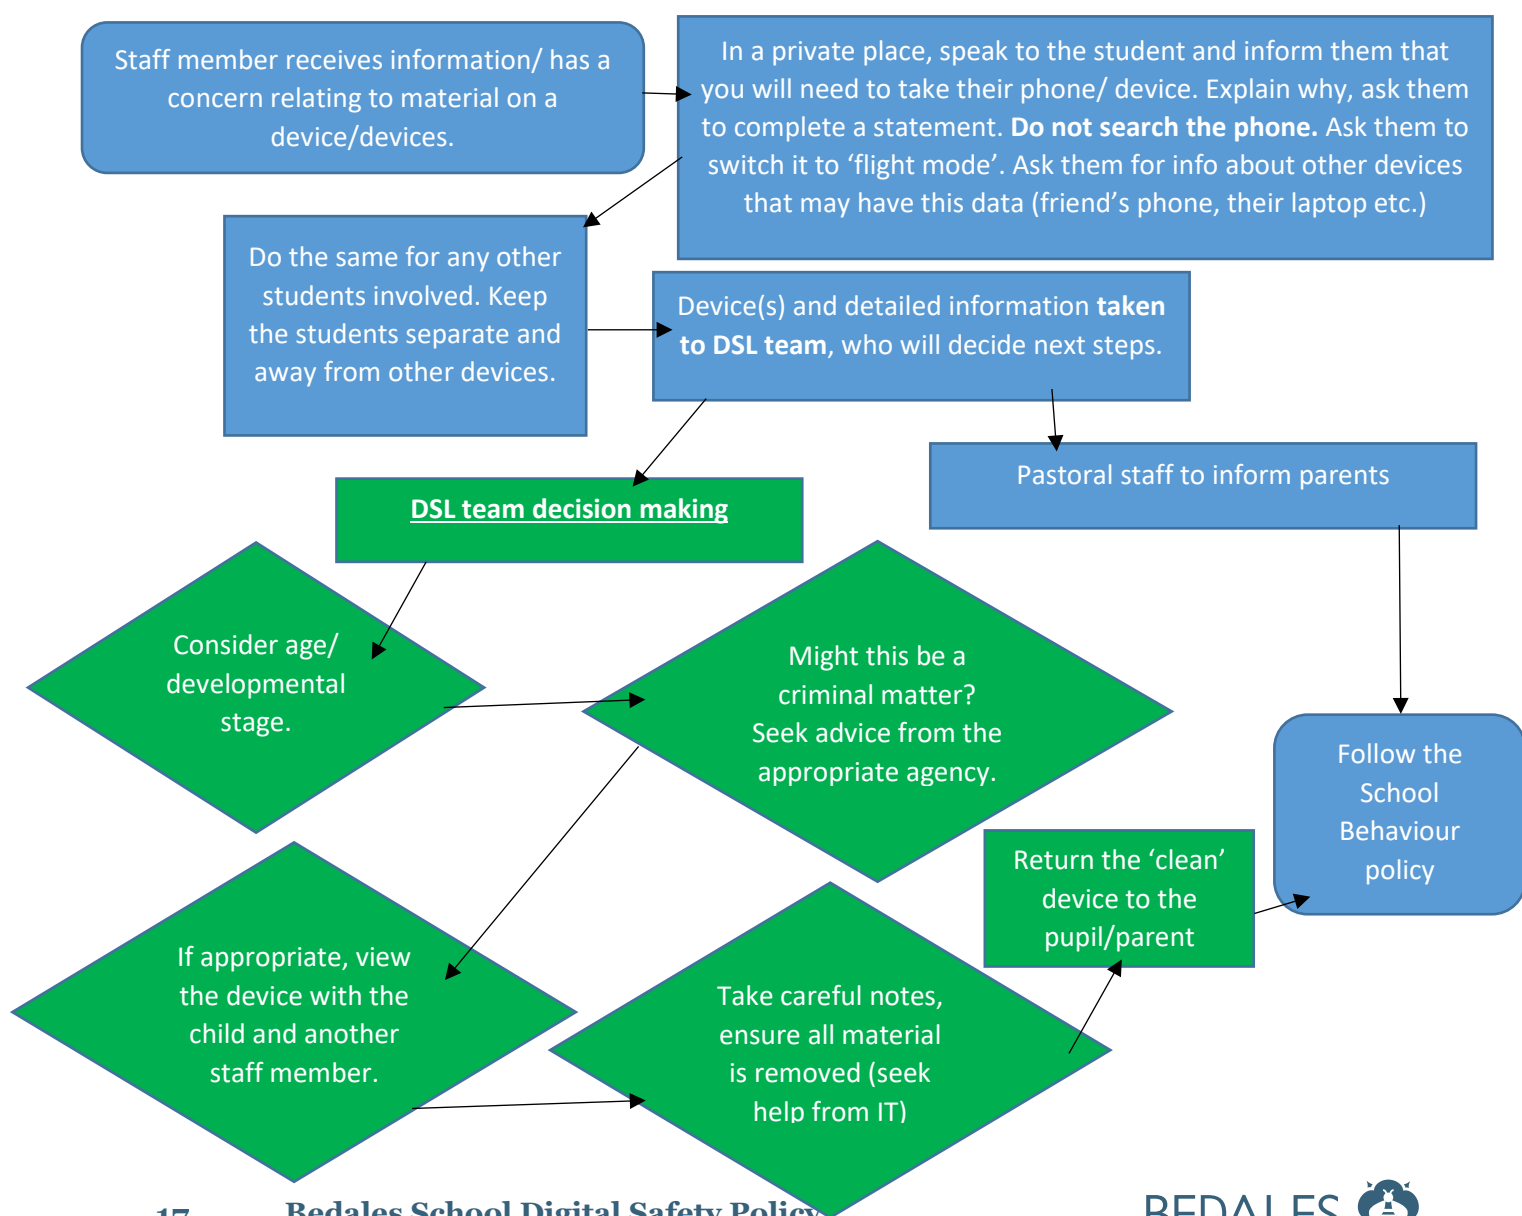 Staff member receives information/ has a
concern relating to material on a
device/devices.
In a private place, speak to the student and inform them that
you will need to take their phone/ device. Explain why, ask them
to complete a statement. Do not search the phone. Ask them to
switch it to ‘flight mode’. Ask them for info about other devices
that may have this data (friend’s phone, their laptop etc.)
Do the same for any other
students involved. Keep
the students separate and
away from other devices.
Device(s) and detailed information taken
to DSL team, who will decide next steps.
Pastoral staff to inform parents
DSL team decision making
Consider age/
developmental
stage.
Might this be a
criminal matter?
Seek advice from the
appropriate agency.
Follow the
School
Behaviour
policy
Return the ‘clean’
device to the
pupil/parent
If appropriate, view
the device with the
child and another
staff member.
Take careful notes,
ensure all material
is removed (seek
help from IT)
17 Bedales School Digital Safety Policy
BEDALES